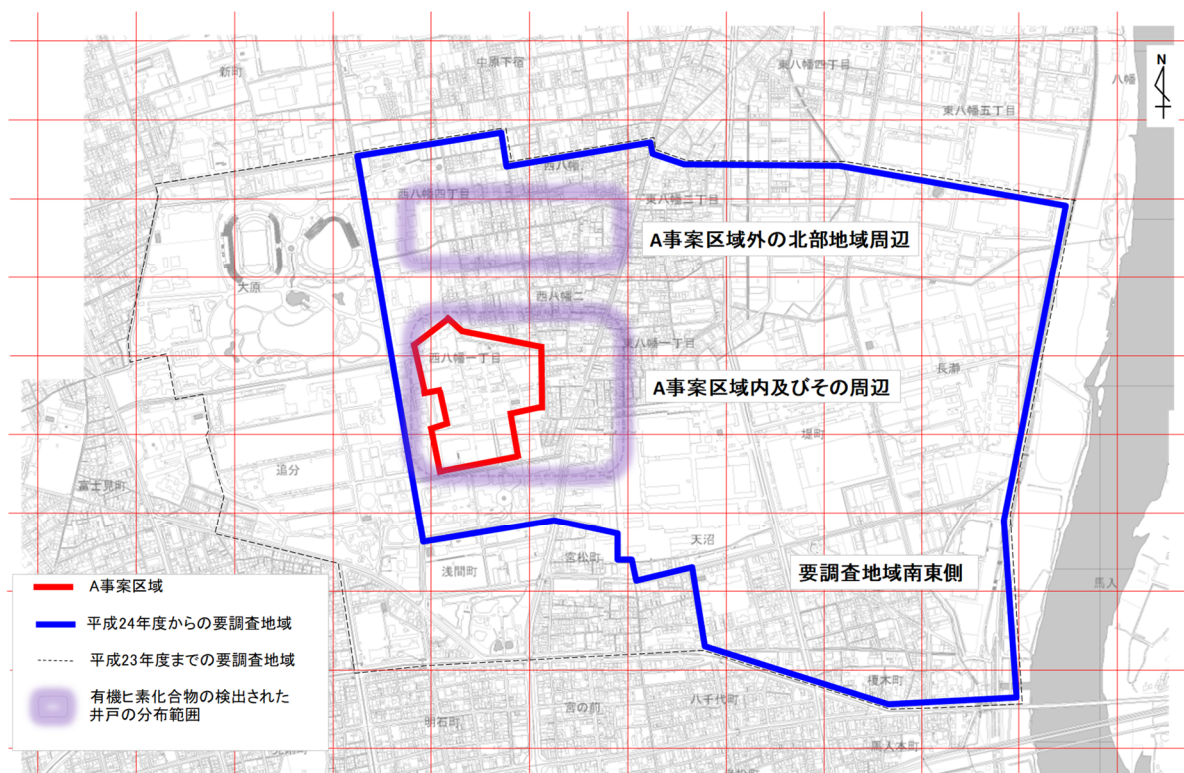 新町
中原下宿
東八幡四丁目
八幡
N
東八幡五丁目
西八幡
西八幡四丁目
東八幡二丁目
A事案区域外の北部地域周辺
大原
西八幡二
東八幡一丁目
西八幡一丁目
長瀞
A事案区域内及びその周辺
堤町
追分
富士見町
天沼
宮松町
浅間町
要調査地域南東側
馬入
A事案区域
平成24年度からの要調査地域
平成23年度までの要調査地域
有機ヒ素化合物の検出された
井戸の分布範囲
榎木町
八千代町
宮の前
明石町
馬入本町